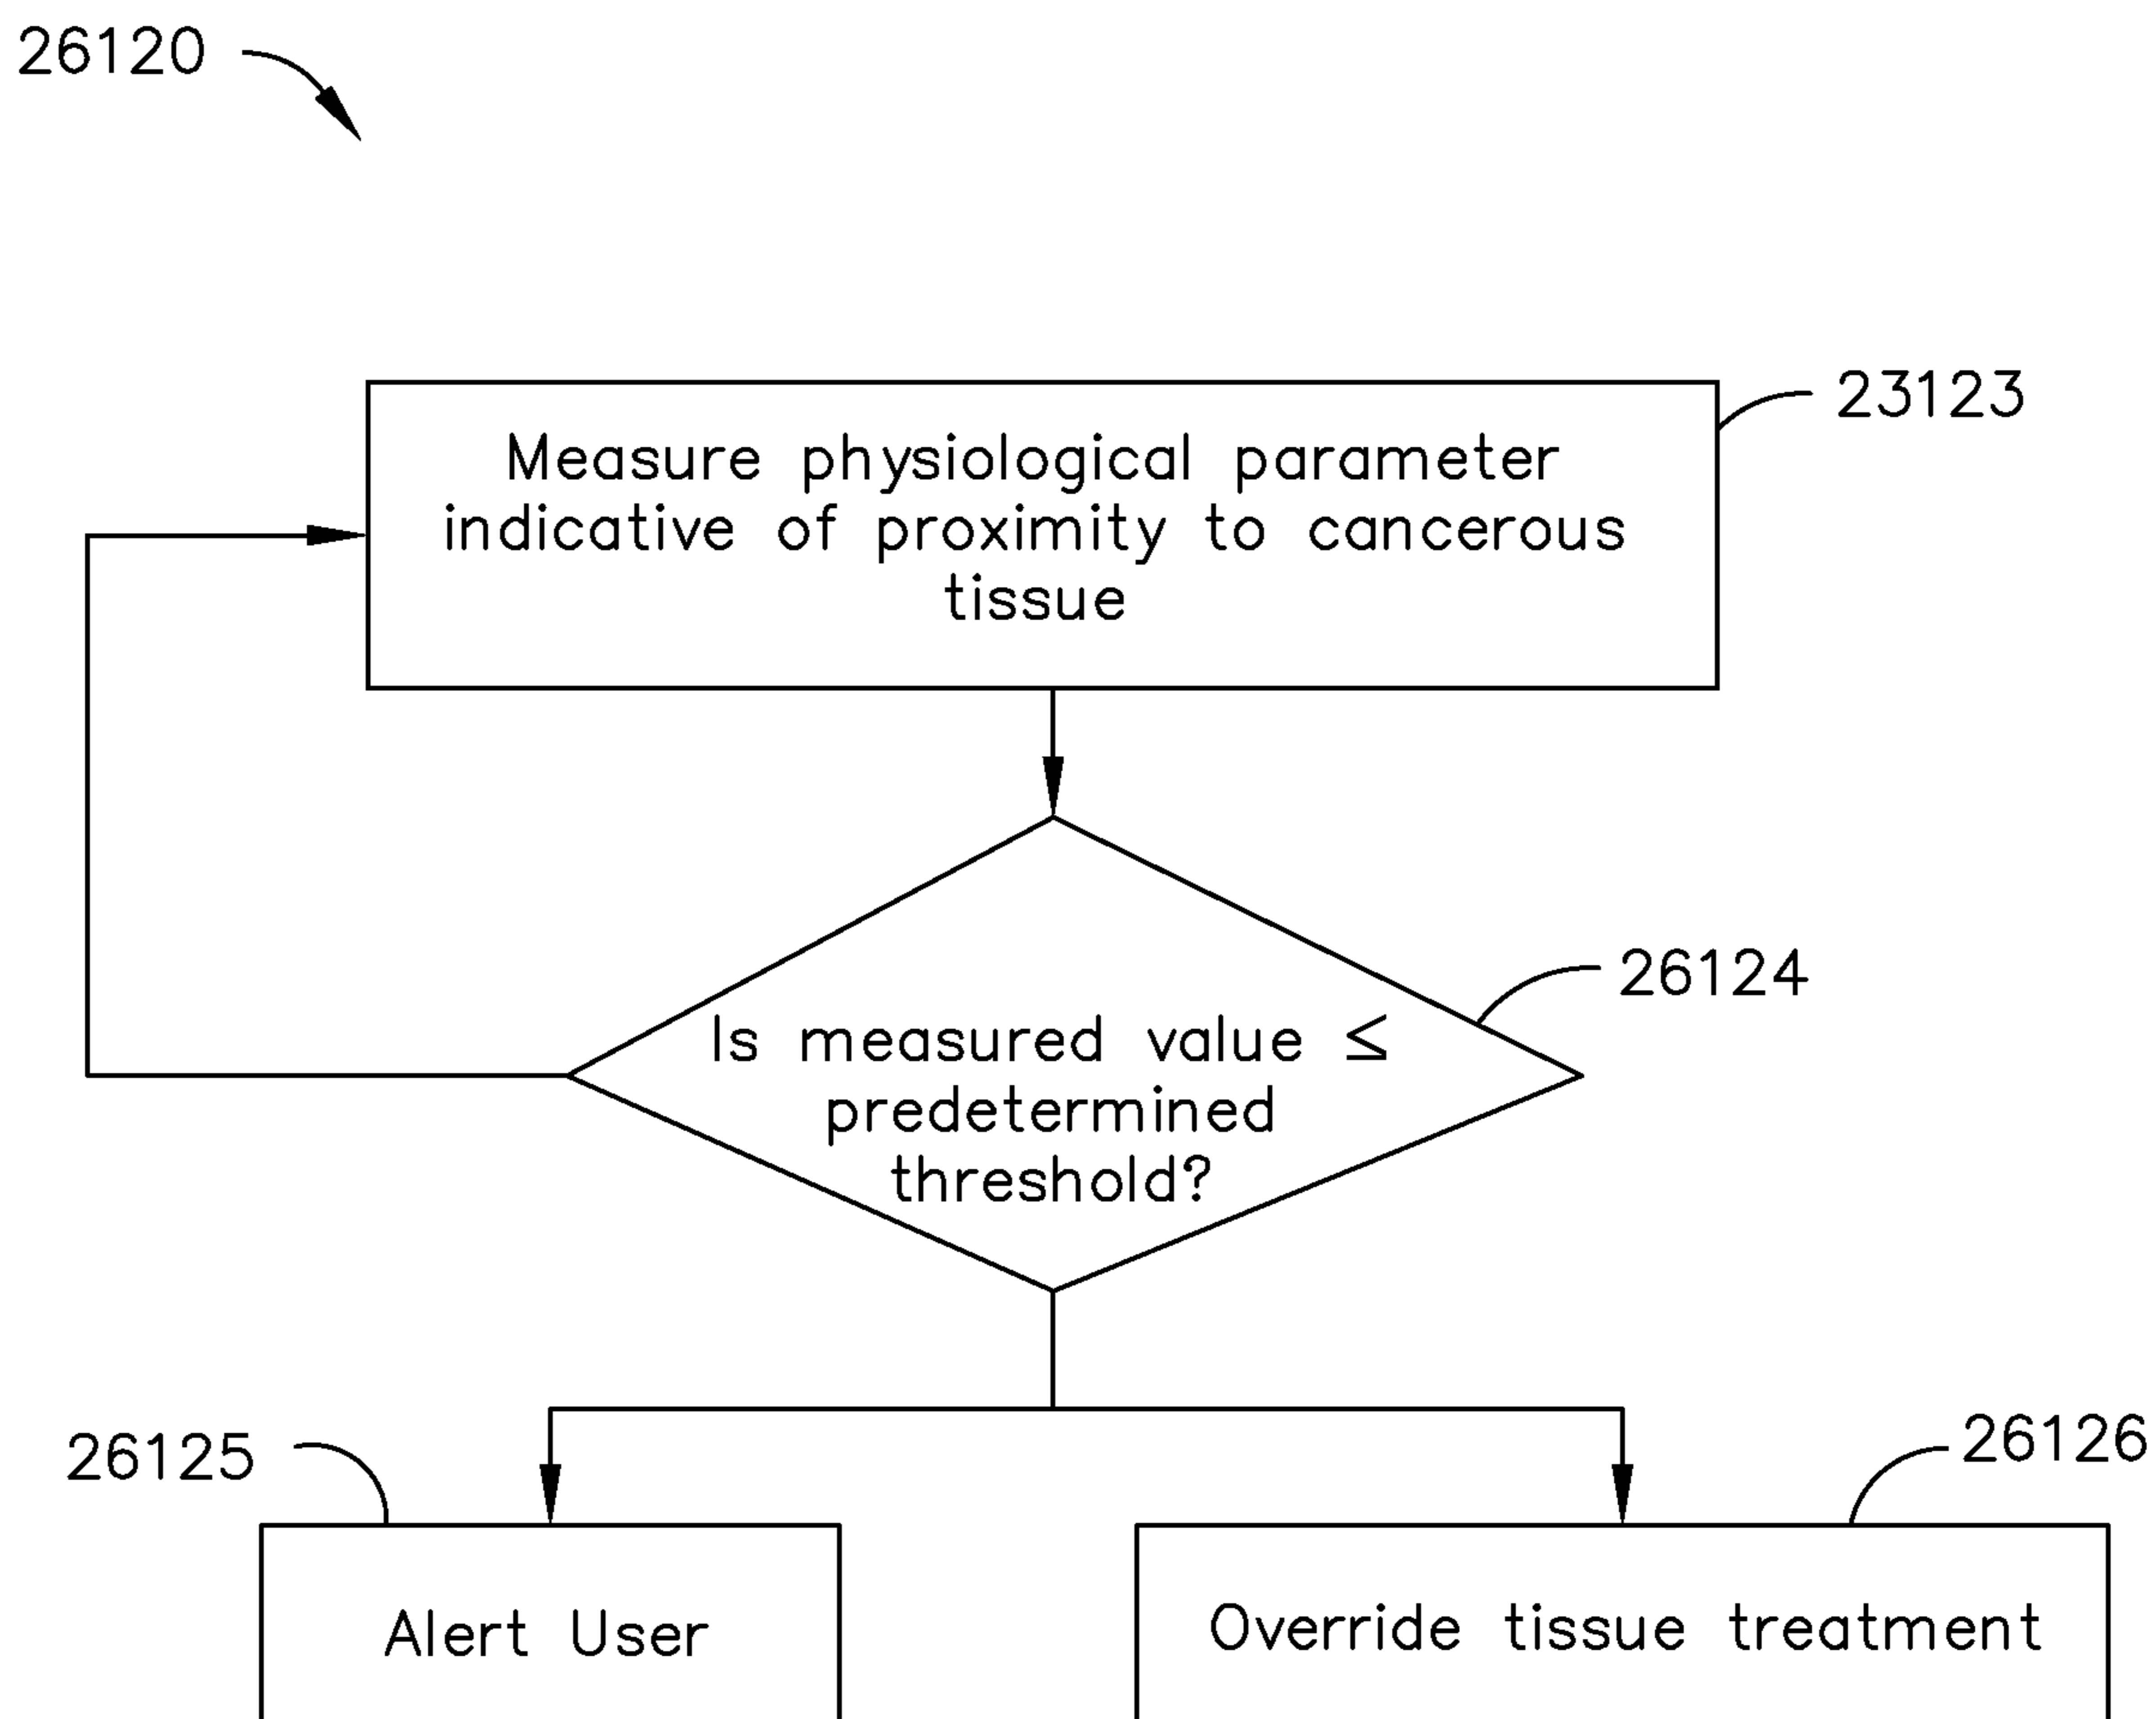 26120
23123
Measure physiological parameter
indicative of proximity to cancerous
tissue
26124
Is measured value ≤
predetermined
threshold?
26125
26126
Alert User
Override tissue treatment